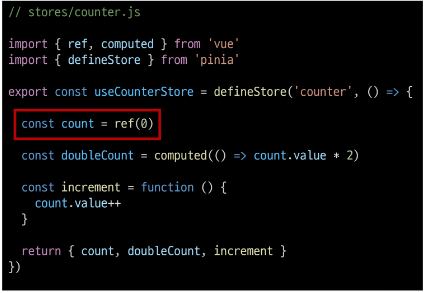 // stores/counter.js
import { ref, computed } from 'vue'
import { defineStore } from 'pinia'
export const useCounterStore = defineStore('counter', () => {
const count = ref(0)
const doubleCount = computed(() => count.value * 2)
const increment = function () {
count.value++
}
return { count, doubleCount, increment }
})